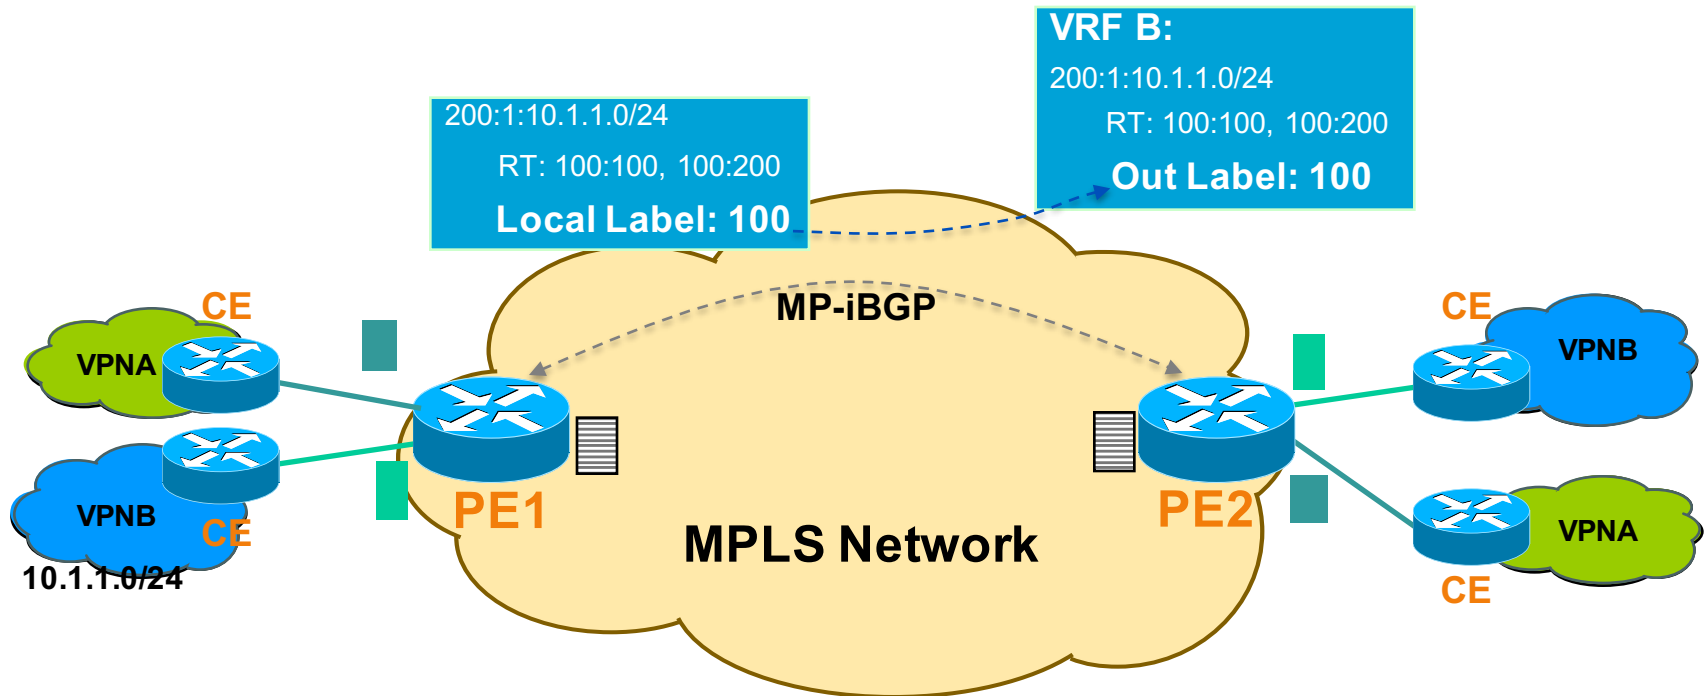 VRF B:
200:1:10.1.1.0/24
RT: 100:100, 100:200
Out Label: 100
200:1:10.1.1.0/24
RT: 100:100, 100:200
Local Label: 100
MP-iBGP
CE
VPNA
CE
VPNB
VPNB
CE
10.1.1.0/24
PE1
PE2
MPLS Network
VPNA
CE